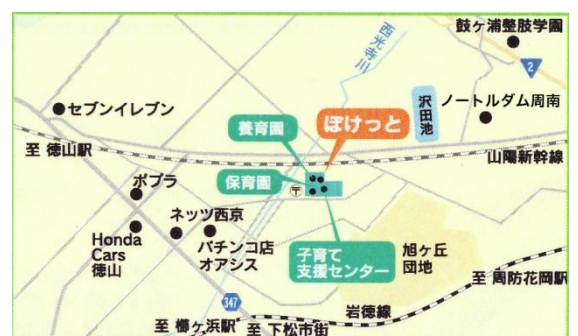 鼓ヶ浦整肢学園
西光寺川
2
沢田池
セブンイレブン
ノートルダム周南
養育園
ぽけっと
至 徳山駅
山陽新幹線
ポプラ
保育園
〒
ネッツ西京
Honda
Cars
徳山
パチンコ店
オアシス
子育て
支援センター
旭ヶ丘
団地
至 周防花岡駅
347
岩徳線
至 櫛ヶ浜駅
至 下松市街